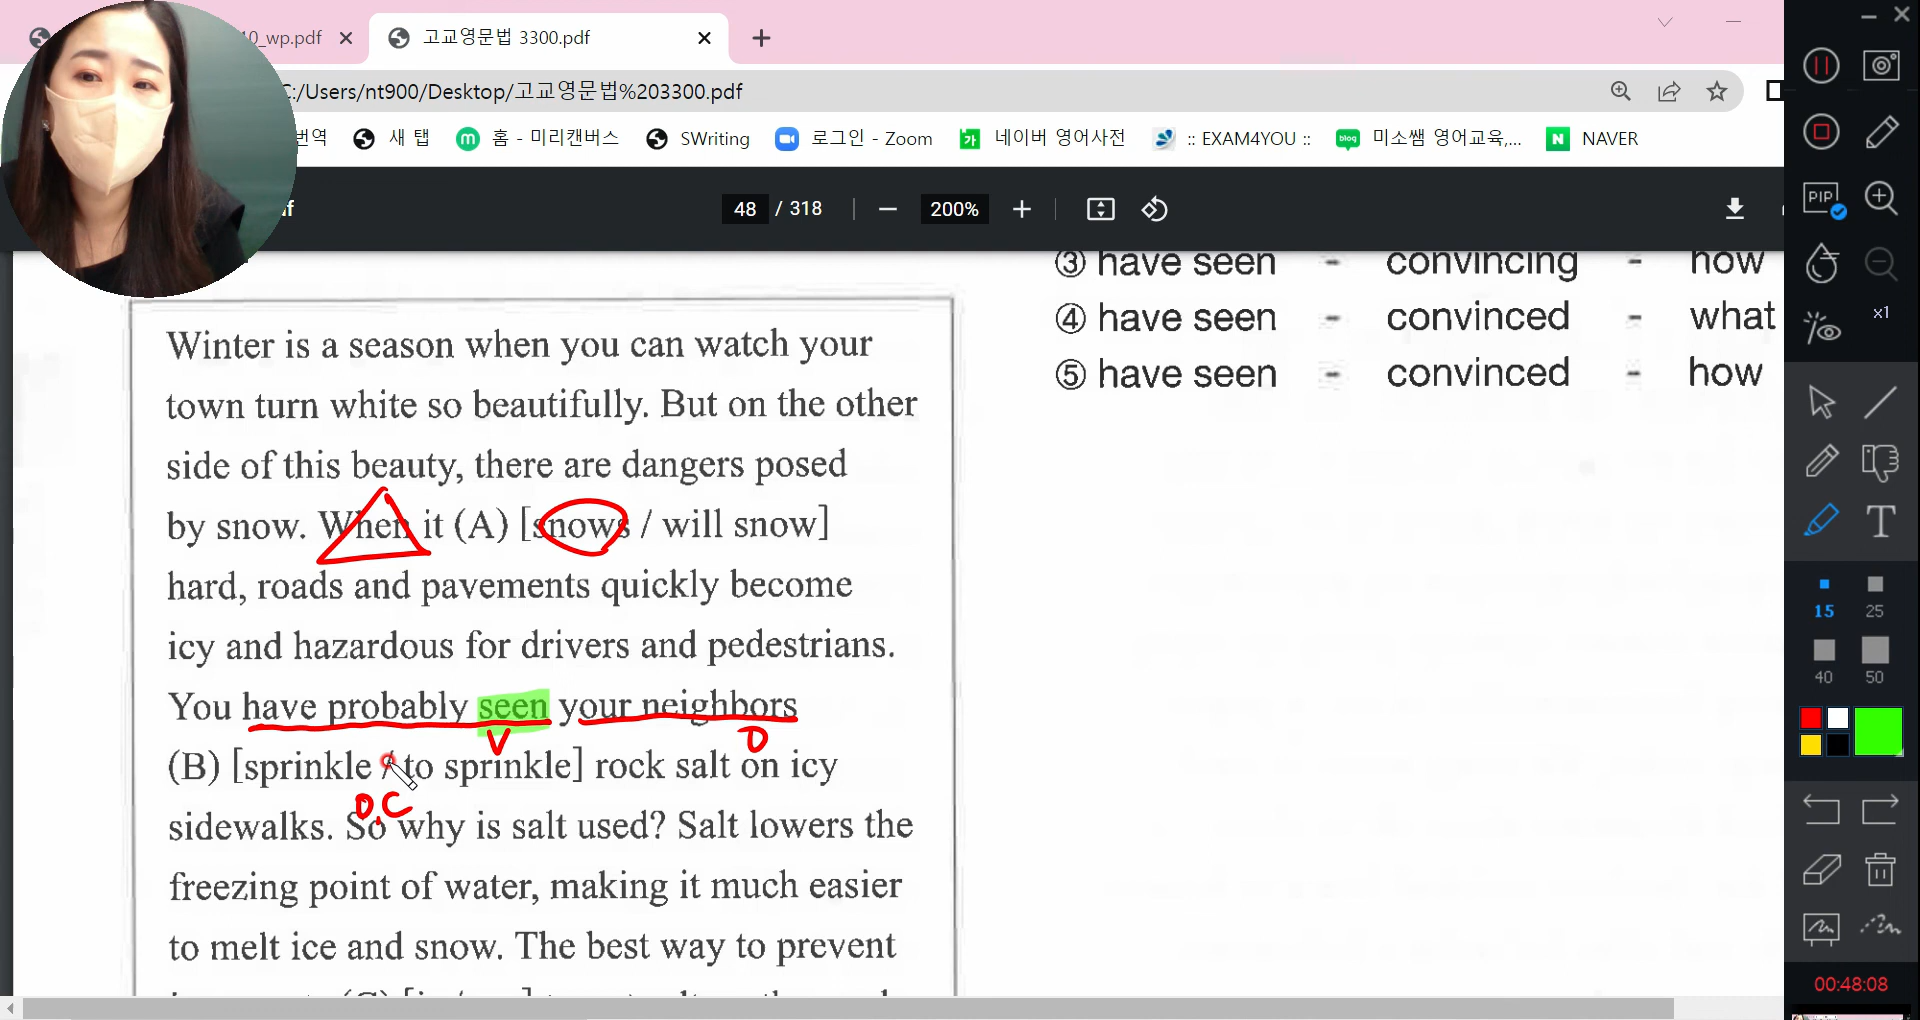 10_wp.pdf
고교영문법 3300.pdf
C:/Users/nt900/Desktop/고교영문법%203300.pdf
번역 새 탭 홈 - 미리캔버스 SWriting 로그인 - Zoom 네이버 영어사전 :: EXAM4YOU :: 미소쌤 영어교육,... NAVER
48 / 318 200%
③ have seen - convincing - how
④ have seen - convinced - what
⑤ have seen - convinced - how
Winter is a season when you can watch your
town turn white so beautifully. But on the other
side of this beauty, there are dangers posed
by snow. When it (A) [snows / will snow]
hard, roads and pavements quickly become
icy and hazardous for drivers and pedestrians.
You have probably seen your neighbors
V O
(B) [sprinkle / to sprinkle] rock salt on icy
O.C
sidewalks. So why is salt used? Salt lowers the
freezing point of water, making it much easier
to melt ice and snow. The best way to prevent
PIP
x1
T
15 25
40 50
00:48:08